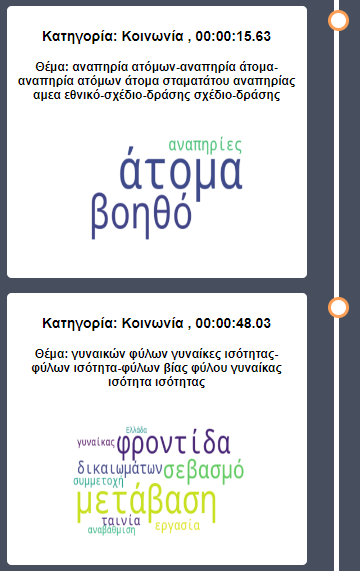 Κατηγορία: Κοινωνία , 00:00:15.63
Θέμα: αναπηρία ατόμων-αναπηρία άτομα-
αναπηρία ατόμων άτομα σταματάτου αναπηρίας
αμεα εθνικό-σχέδιο-δράσης σχέδιο-δράσης
αναπηρίες
άτομα
βοηθό
Κατηγορία: Κοινωνία , 00:00:48.03
Θέμα: γυναικών φύλων γυναίκες ισότητας-
φύλων ισότητα-φύλων βίας φύλου γυναίκας
ισότητα ισότητας
Ελλάδα
γυναίκας φροντίδα
δικαιωμάτων σεβασμό
συμμετοχή
μετάβαση
ταινία
αναβάθμιση εργασία